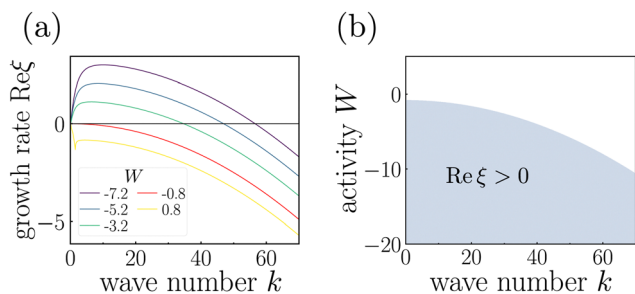 (a)
growth rate Reξ
0
−5
W
-7.2
-5.2
-3.2
-0.8
0.8
0
20
40
60
wave number k
(b)
activity W
0
−10
−20
Re ξ > 0
0
20
40
60
wave number k